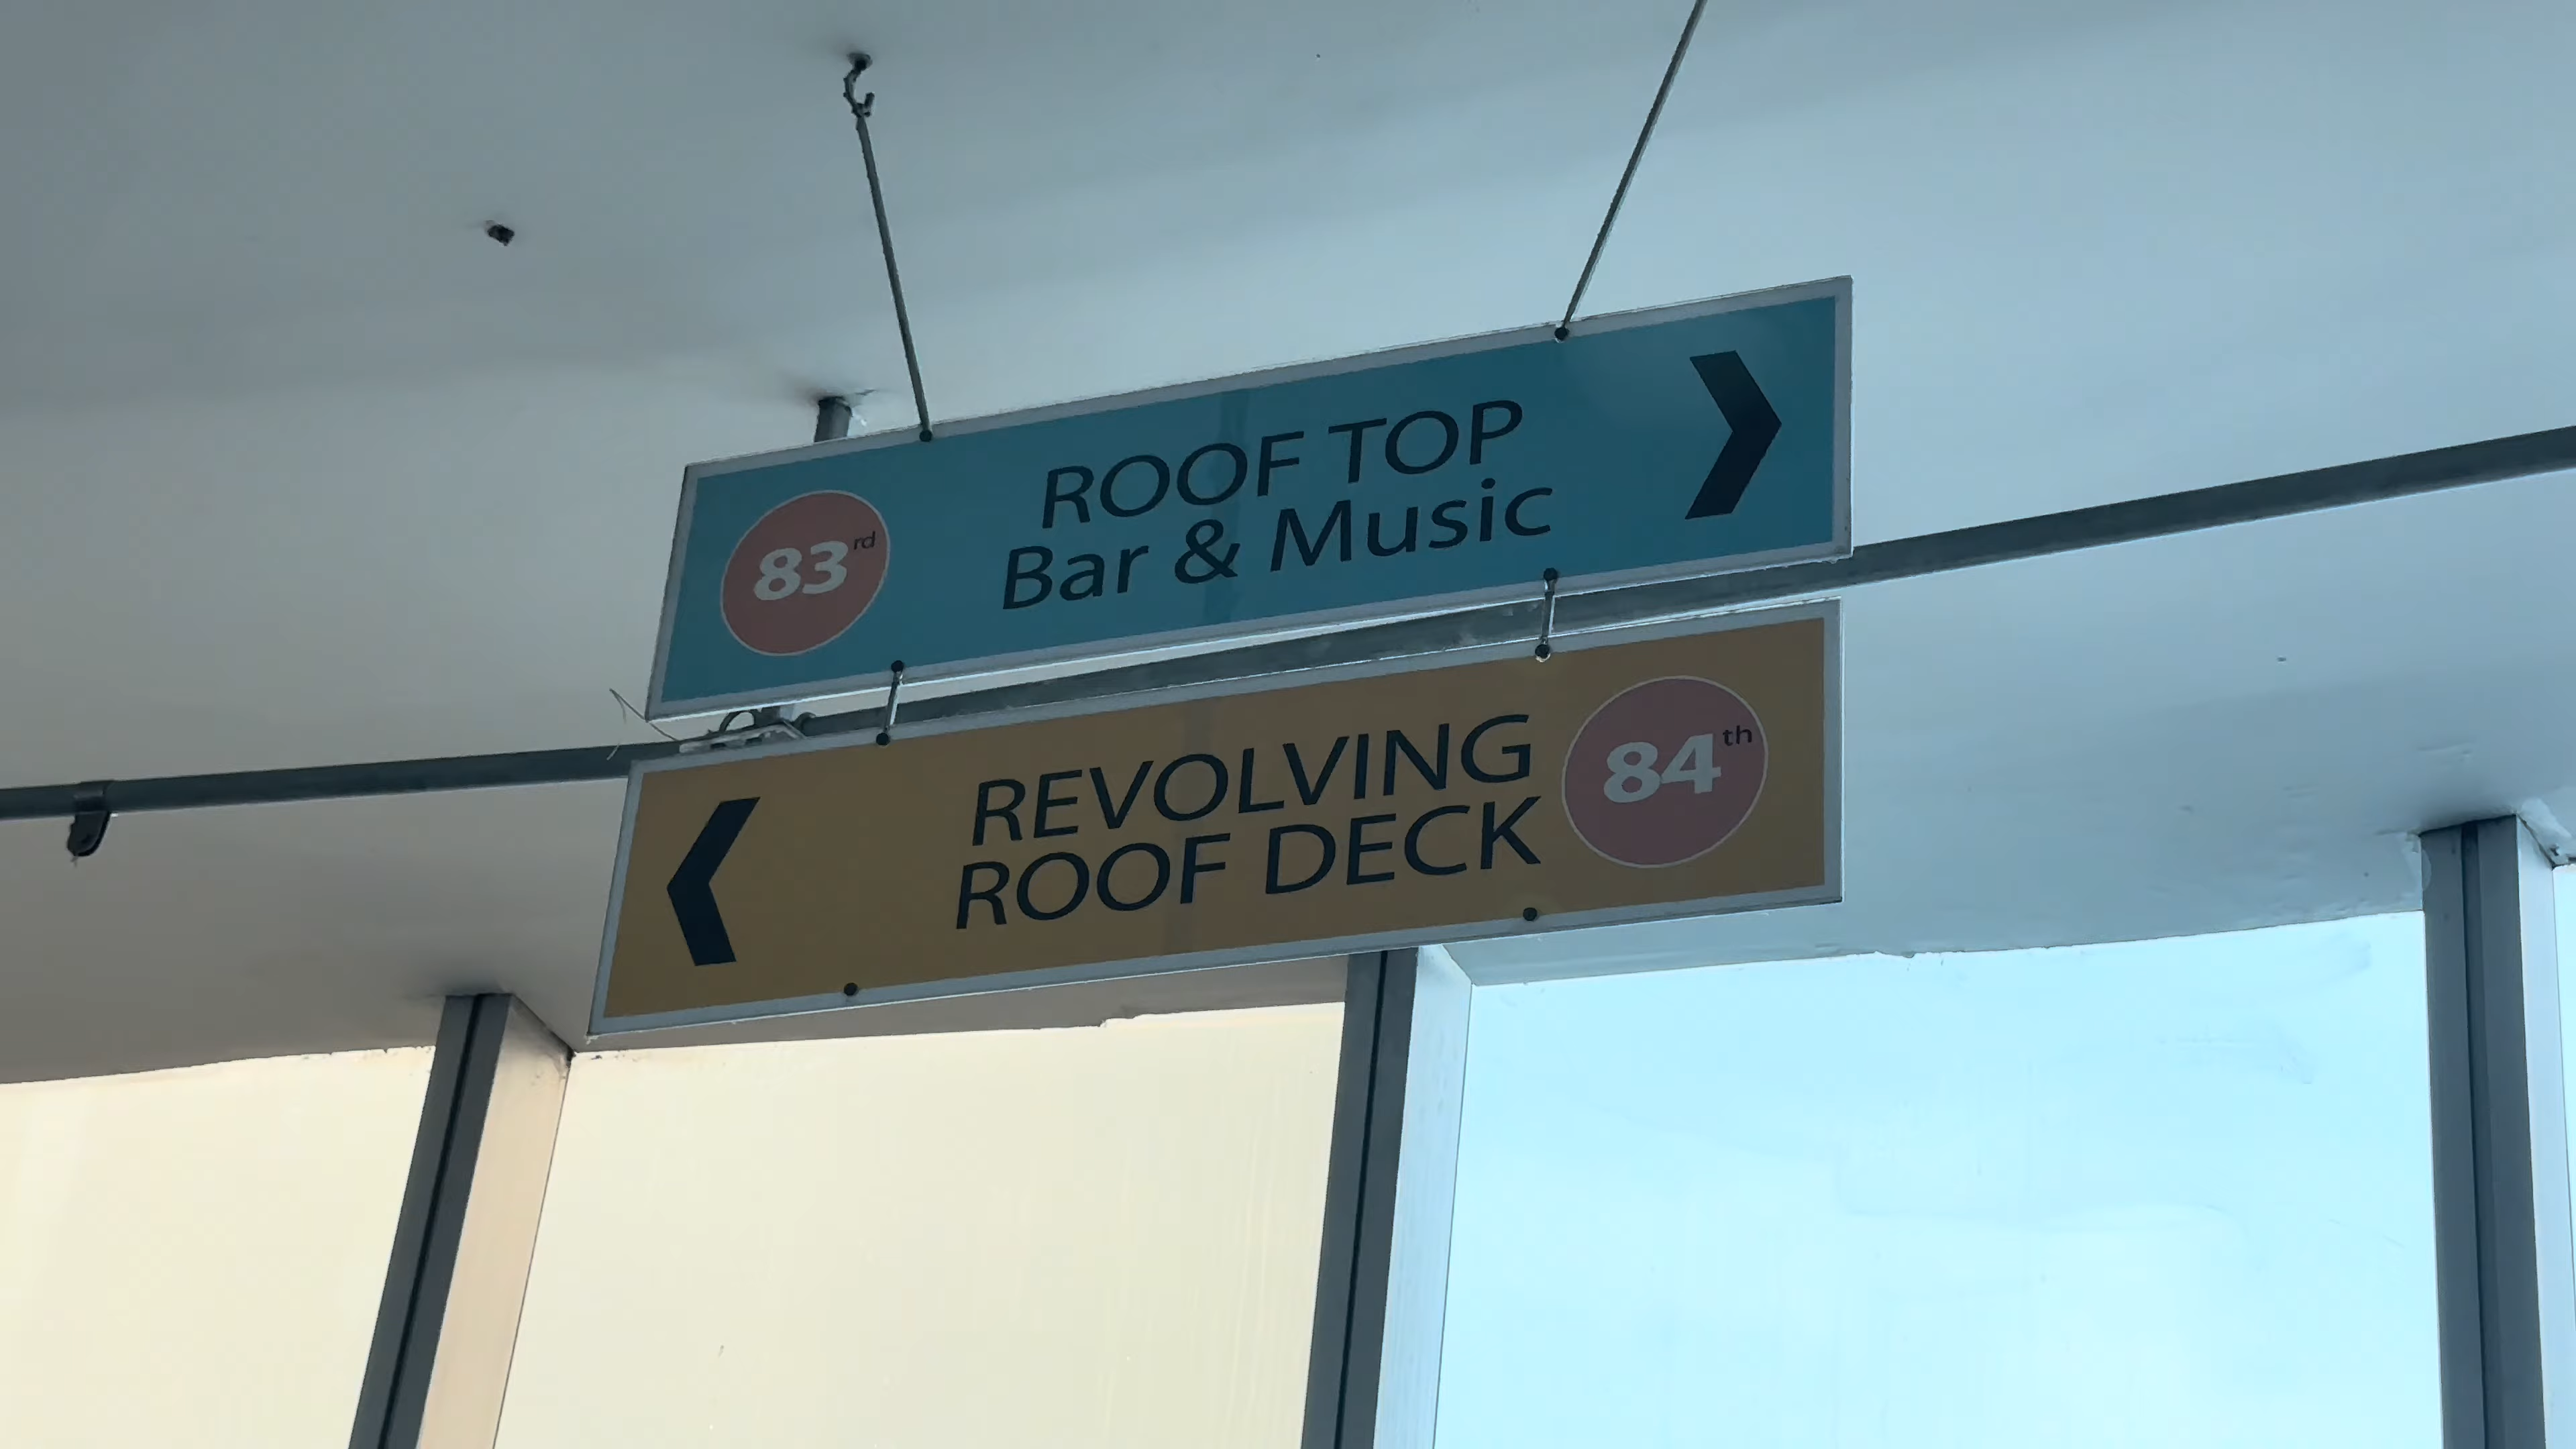 83rd
ROOF TOP
Bar & Music
REVOLVING
ROOF DECK
84th